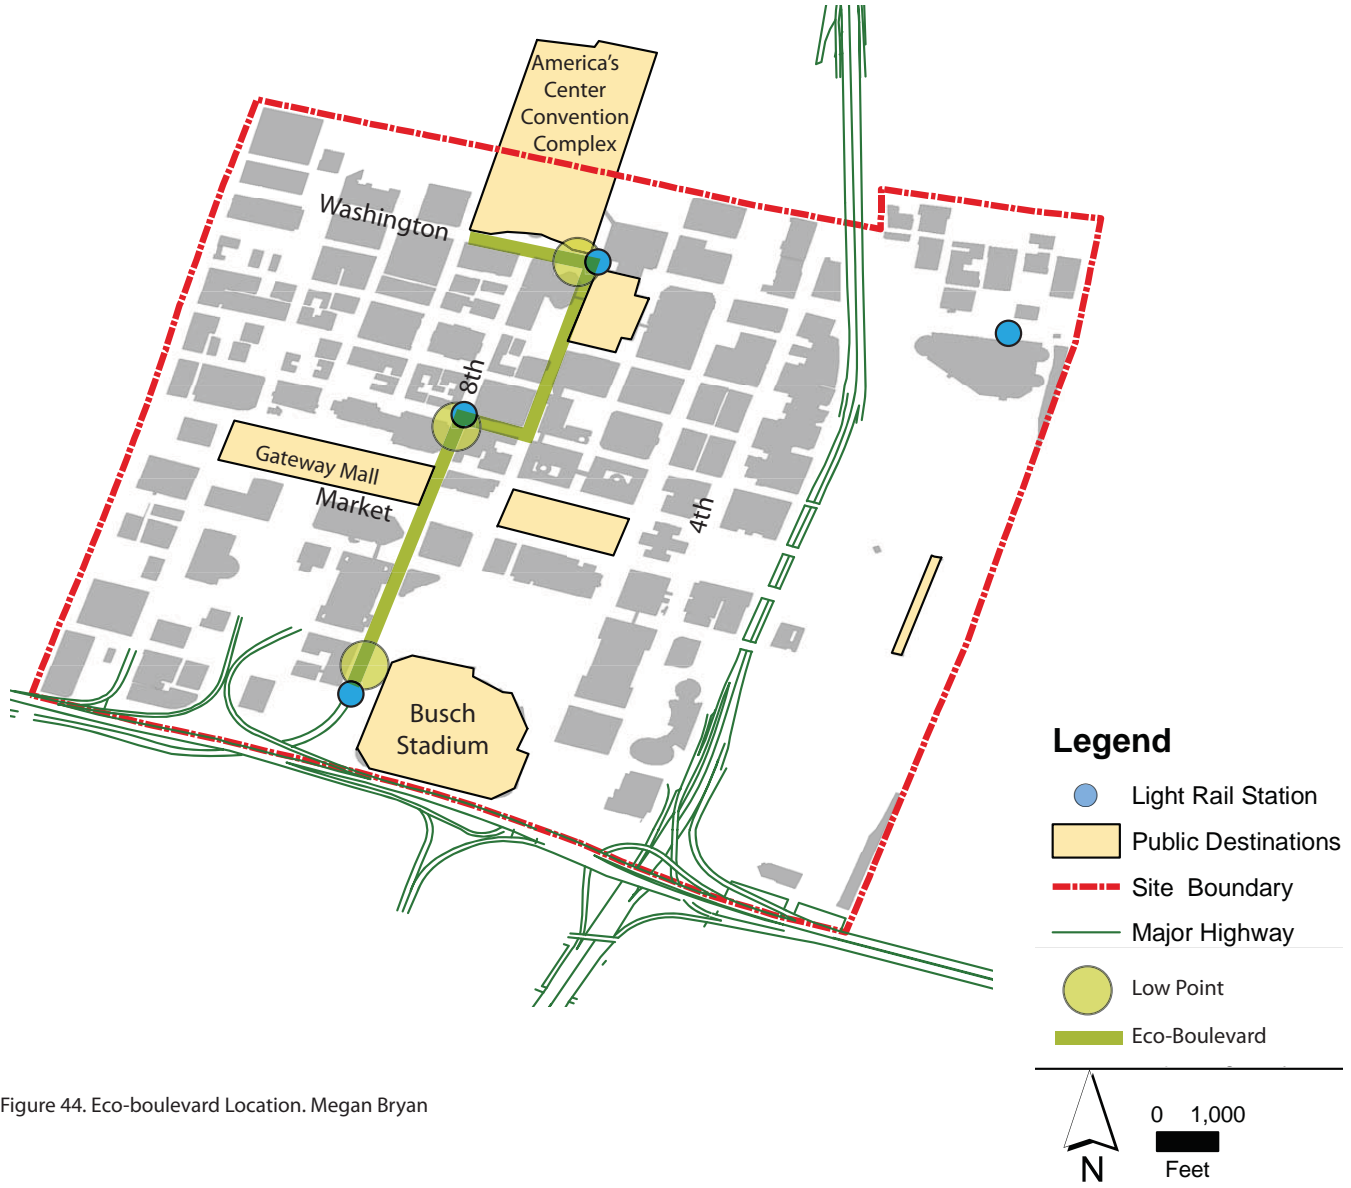 America's
Center
Convention
Complex
Washington
8th
Gateway Mall
Market
4th
Busch
Stadium
Legend
Light Rail Station
Public Destinations
Site Boundary
Major Highway
Low Point
Eco-Boulevard
0 1,000
Feet
N
Figure 44. Eco-boulevard Location. Megan Bryan